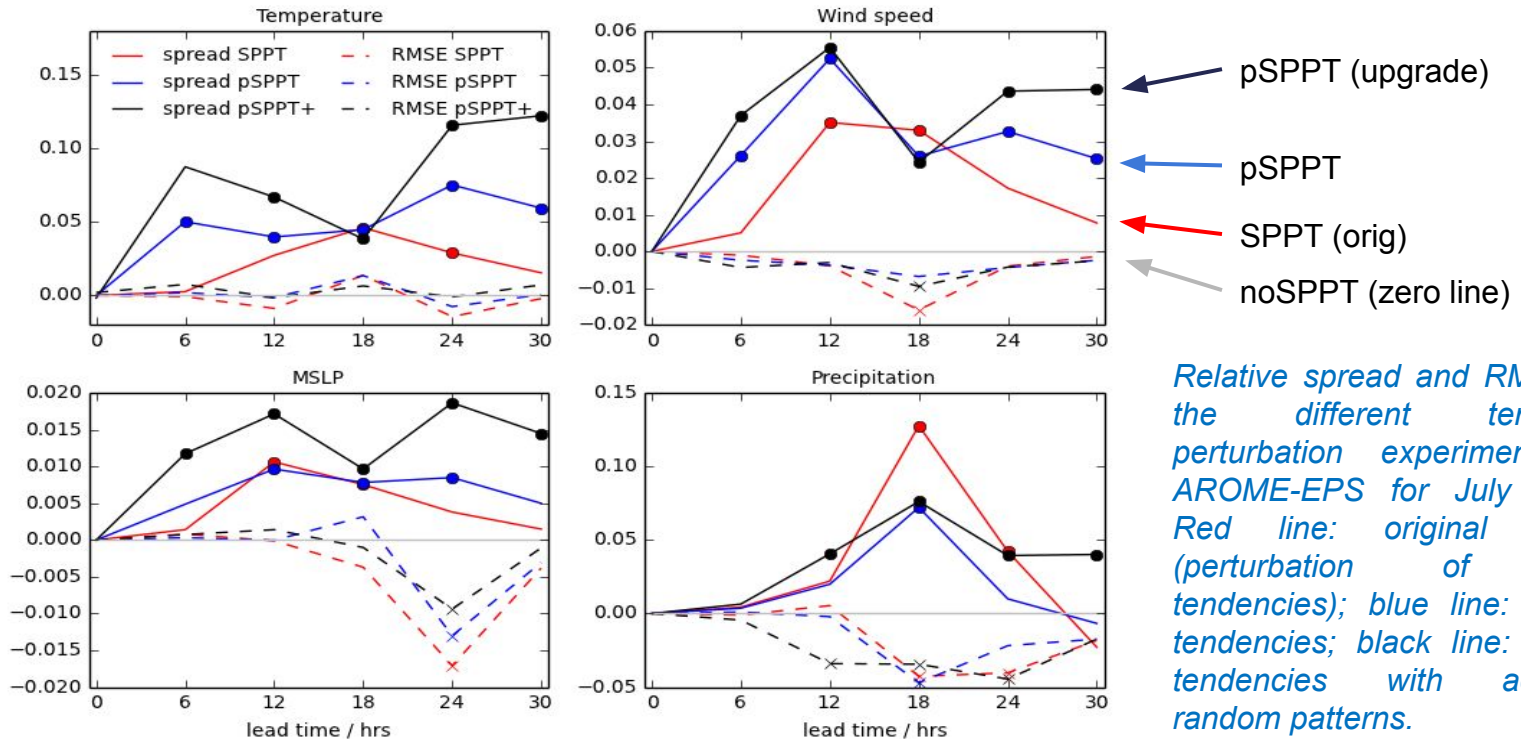 Temperature
spread SPPT
spread pSPPT
spread pSPPT+
RMSE SPPT
RMSE pSPPT
RMSE pSPPT+
0.15
0.10
0.05
0.00
0 6 12 18 24 30
Wind speed
0.06
0.05
0.04
0.03
0.02
0.01
0.00
−0.01
−0.02
0 6 12 18 24 30
MSLP
0.020
0.015
0.010
0.005
0.000
−0.005
−0.010
−0.015
−0.020
0 6 12 18 24 30
lead time / hrs
Precipitation
0.15
0.10
0.05
0.00
−0.05
0 6 12 18 24 30
lead time / hrs
pSPPT (upgrade)
pSPPT
SPPT (orig)
noSPPT (zero line)
Relative spread and
the different
perturbation
AROME-EPS for July
Red line: original
(perturbation of
tendencies); blue line:
tendencies; black line:
tendencies with
random patterns.